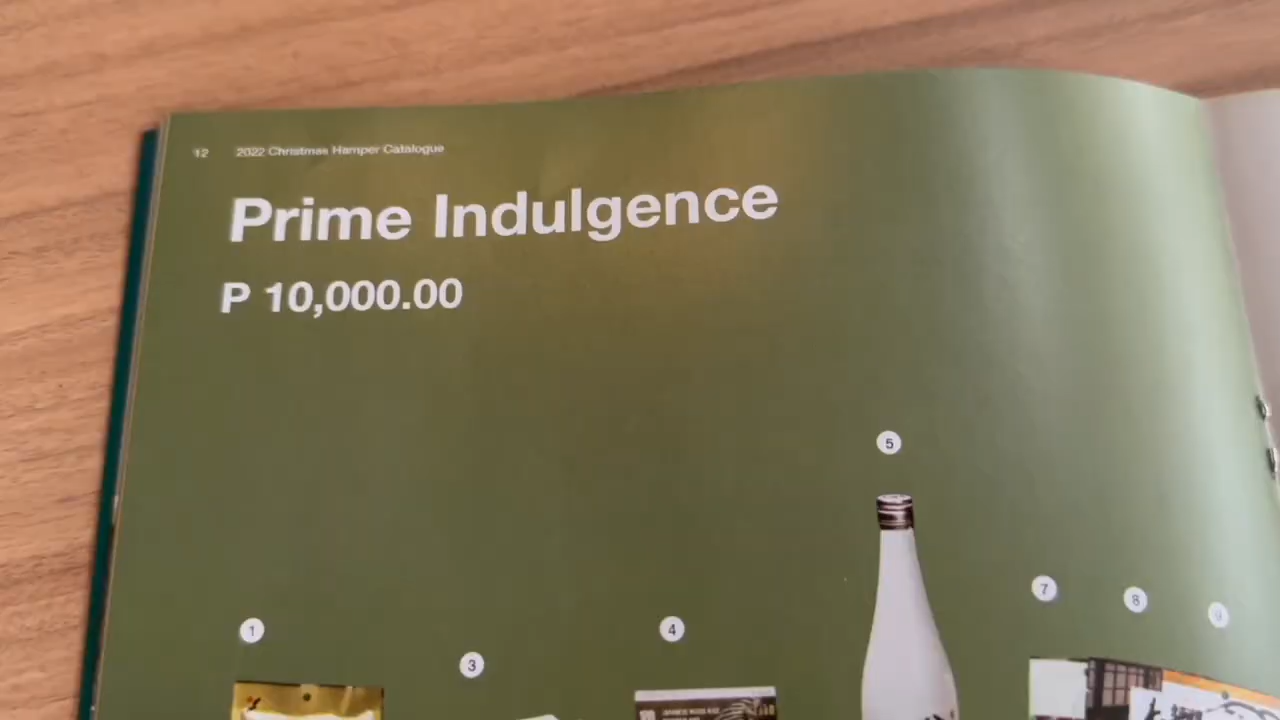 12 2022 Christmas Hamper Catalogue
Prime Indulgence
P 10,000.00
5
7 8 9
1 4
3